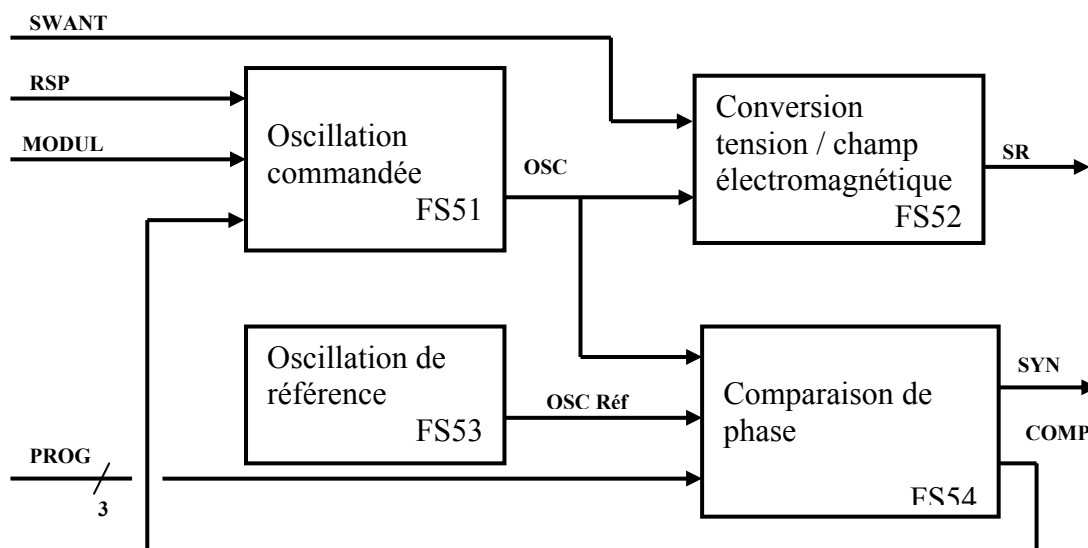 SWANT
RSP
MODUL
Oscillation
commandée
FS51
OSC
Conversion
tension / champ
électromagnétique
FS52
SR
Oscillation de
référence
FS53
OSC Réf
PROG
3
Comparaison de
phase
FS54
SYN
COMP